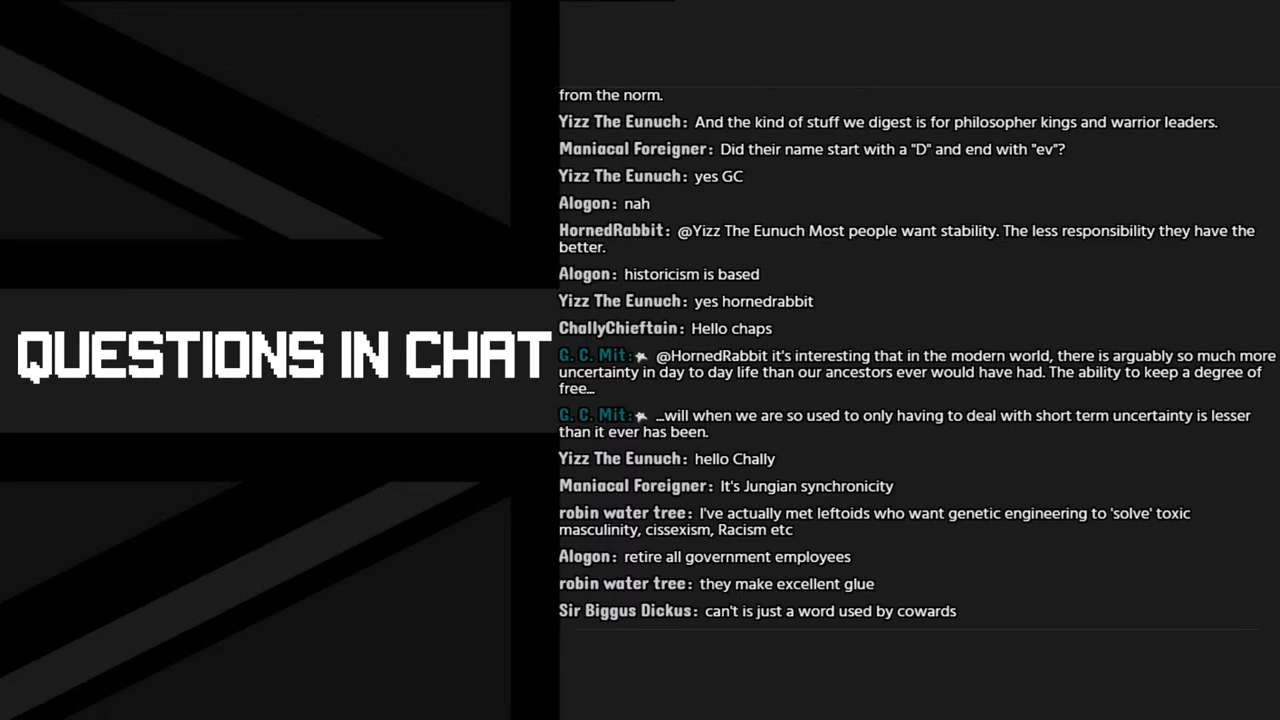 QUESTIONS IN CHAT
from the norm.
Yizz The Eunuch: And the kind of stuff we digest is for philosopher kings and warrior leaders.
Maniacal Foreigner: Did their name start with a "D" and end with "ev"?
Yizz The Eunuch: yes GC
Alogon: nah
HornedRabbit: @Yizz The Eunuch Most people want stability. The less responsibility they have the
better.
Alogon: historicism is based
Yizz The Eunuch: yes hornedrabbit
ChallyChieftain: Hello chaps
G. C. Mit: @HornedRabbit it's interesting that in the modern world, there is arguably so much more
uncertainty in day to day life than our ancestors ever would have had. The ability to keep a degree of
free...
G. C. Mit: ...will when we are so used to only having to deal with short term uncertainty is lesser
than it ever has been.
Yizz The Eunuch: hello Chally
Maniacal Foreigner: It's Jungian synchronicity
robin water tree: I've actually met leftoids who want genetic engineering to 'solve' toxic
masculinity, cissexism, Racism etc
Alogon: retire all government employees
robin water tree: they make excellent glue
Sir Biggus Dickus: can't is just a word used by cowards